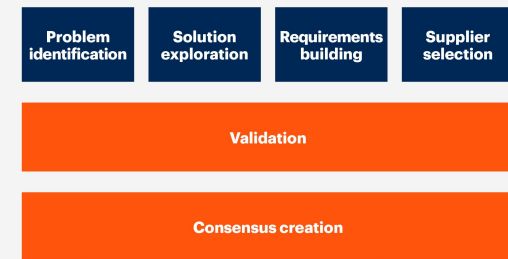 Problem
identification
Solution
exploration
Requirements
building
Supplier
selection
Validation
Consensus creation